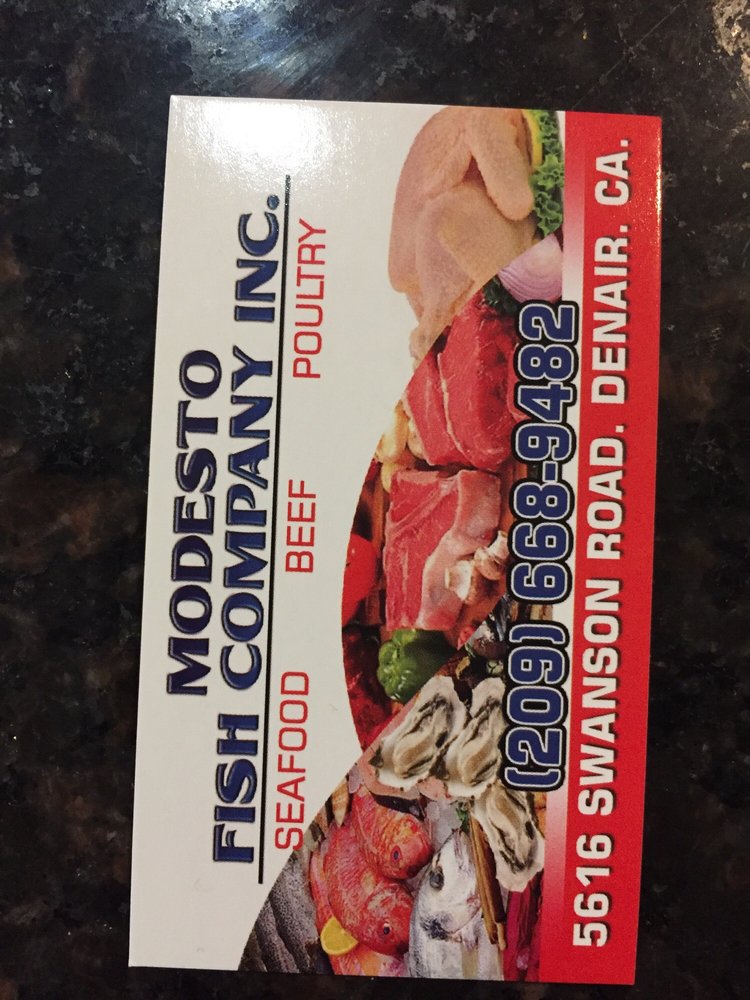 MODESTO
FISH COMPANY INC.
SEAFOOD BEEF POULTRY
(209) 668-9482
5616 SWANSON ROAD. DENAIR. CA.